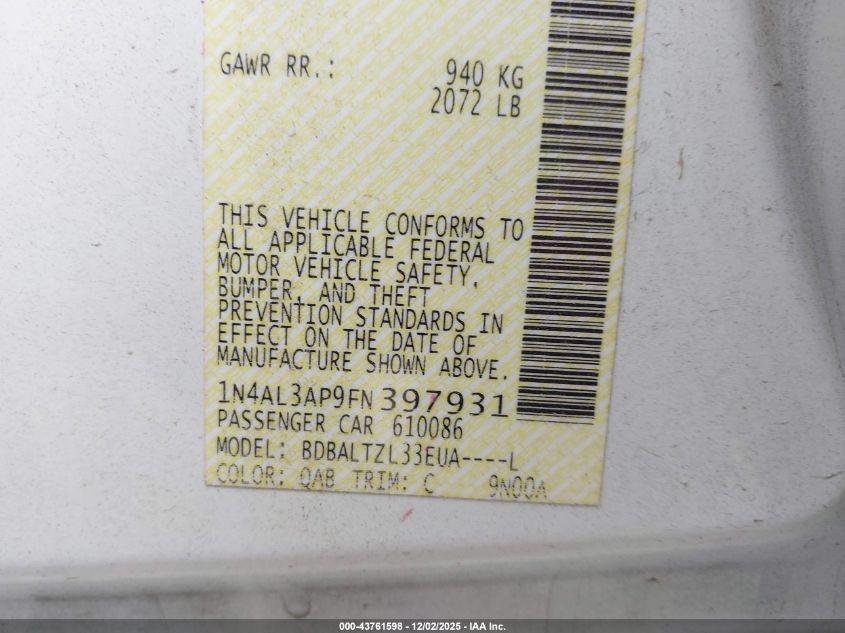 GAWR RR.: 940 KG
2072 LB
THIS VEHICLE CONFORMS TO
ALL APPLICABLE FEDERAL
MOTOR VEHICLE SAFETY,
BUMPER, AND THEFT
PREVENTION STANDARDS IN
EFFECT ON THE DATE OF
MANUFACTURE SHOWN ABOVE.
1N4AL3AP9FN397931
PASSENGER CAR 610086
MODEL: BDBALTZL33EUA----L
COLOR: QAB TRIM: C 9N00A
000-43761598 - 12/02/2025 - IAA Inc.